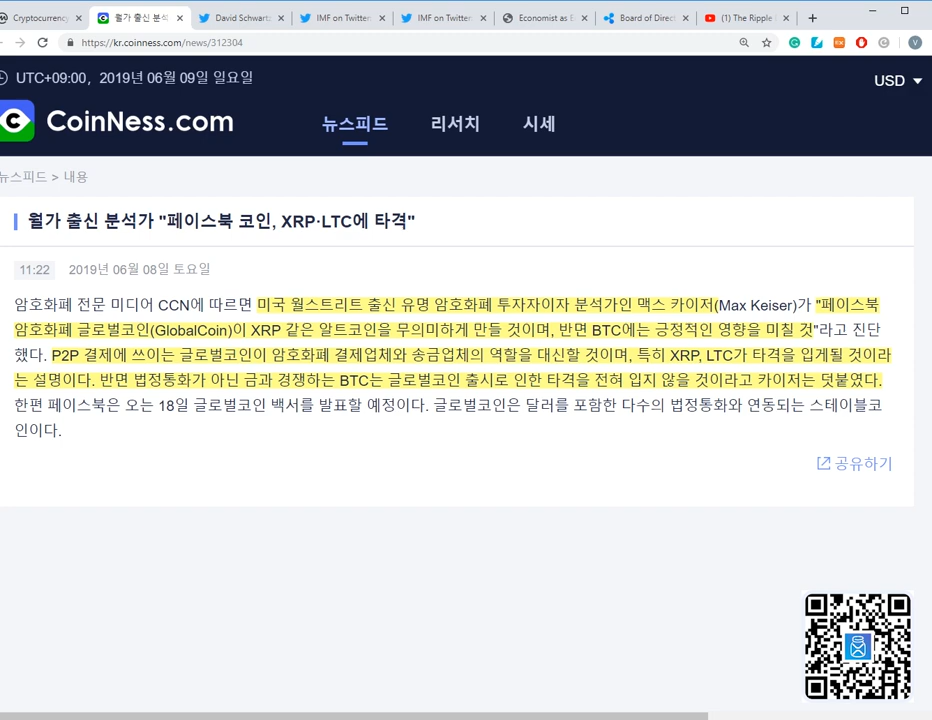 Cryptocurrency
월가 출신 분석
David Schwart
IMF on Twitter
IMF on Twitter
Economist as
Board of Direc
(1) The Ripple
https://kr.coinness.com/news/312304
UTC+09:00, 2019년 06월 09일 일요일
USD
CoinNess.com
뉴스피드 리서치 시세
뉴스피드 > 내용
월가 출신 분석가 "페이스북 코인, XRP·LTC에 타격"
11:22 2019년 06월 08일 토요일
암호화폐 전문 미디어 CCN에 따르면 미국 월스트리트 출신 유명 암호화폐 투자자이자 분석가인 맥스 카이저(Max Keiser)가 "페이스북
암호화폐 글로벌코인(GlobalCoin)이 XRP 같은 알트코인을 무의미하게 만들 것이며, 반면 BTC에는 긍정적인 영향을 미칠 것"라고 진단
했다. P2P 결제에 쓰이는 글로벌코인이 암호화폐 결제업체와 송금업체의 역할을 대신할 것이며, 특히 XRP, LTC가 타격을 입게될 것이라
는 설명이다. 반면 법정통화가 아닌 금과 경쟁하는 BTC는 글로벌코인 출시로 인한 타격을 전혀 입지 않을 것이라고 카이저는 덧붙였다.
한편 페이스북은 오는 18일 글로벌코인 백서를 발표할 예정이다. 글로벌코인은 달러를 포함한 다수의 법정통화와 연동되는 스테이블코
인이다.
공유하기